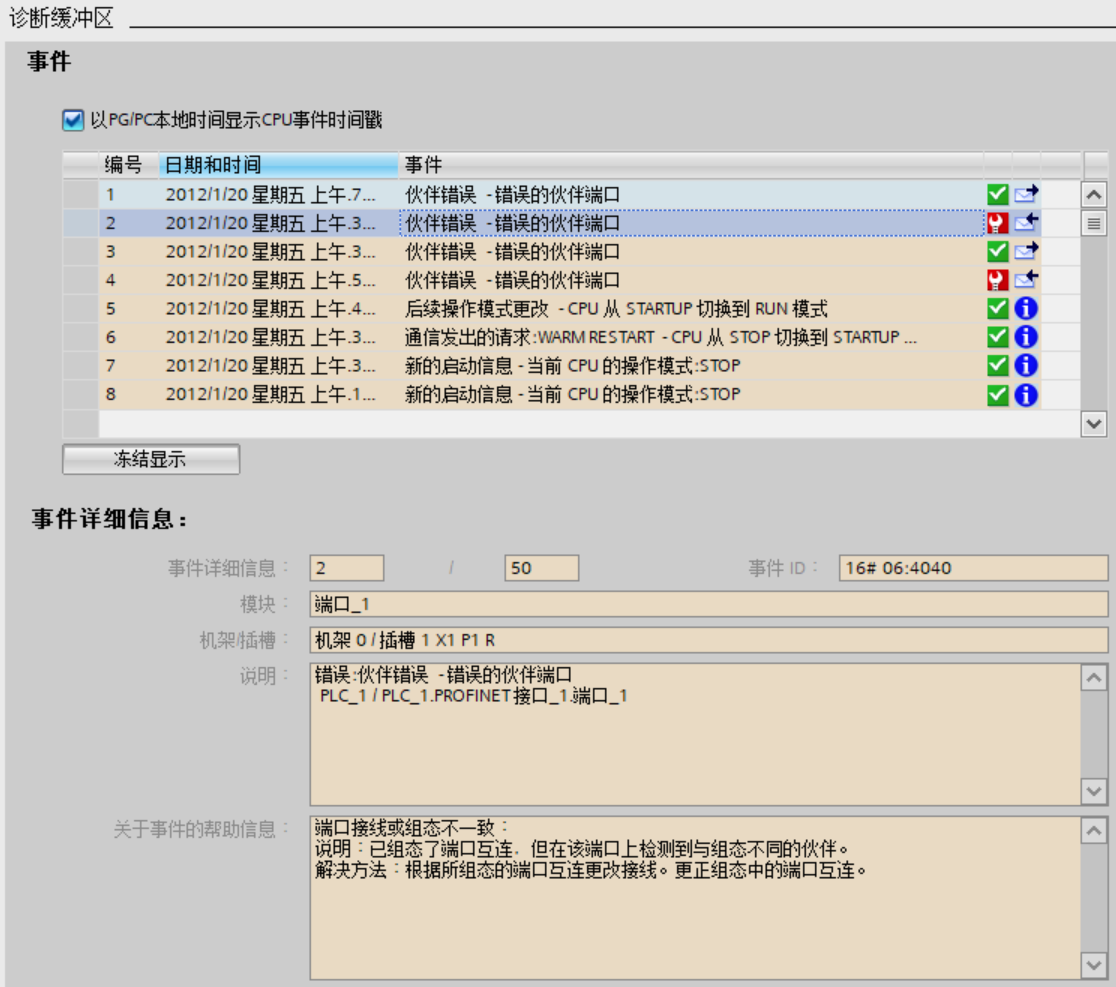 诊断缓冲区
事件
以PG/PC本地时间显示CPU事件时间戳
编号 日期和时间 事件
1 2012/1/20 星期五 上午.7... 伙伴错误 -错误的伙伴端口
2 2012/1/20 星期五 上午.3... 伙伴错误 -错误的伙伴端口
3 2012/1/20 星期五 上午.3... 伙伴错误 -错误的伙伴端口
4 2012/1/20 星期五 上午.5... 伙伴错误 -错误的伙伴端口
5 2012/1/20 星期五 上午.4... 后续操作模式更改 - CPU 从 STARTUP 切换到 RUN 模式
6 2012/1/20 星期五 上午.3... 通信发出的请求:WARM RESTART - CPU 从 STOP 切换到 STARTUP ...
7 2012/1/20 星期五 上午.3... 新的启动信息 - 当前 CPU 的操作模式:STOP
8 2012/1/20 星期五 上午.1... 新的启动信息 - 当前 CPU 的操作模式:STOP
冻结显示
事件详细信息：
事件详细信息： 2 / 50 事件 ID： 16# 06:4040
模块： 端口_1
机架/插槽： 机架 0 / 插槽 1 X1 P1 R
说明： 错误:伙伴错误 -错误的伙伴端口
PLC_1 / PLC_1.PROFINET接口_1.端口_1
关于事件的帮助信息： 端口接线或组态不一致：
说明：已组态了端口互连，但在该端口上检测到与组态不同的伙伴。
解决方法：根据所组态的端口互连更改接线。更正组态中的端口互连。